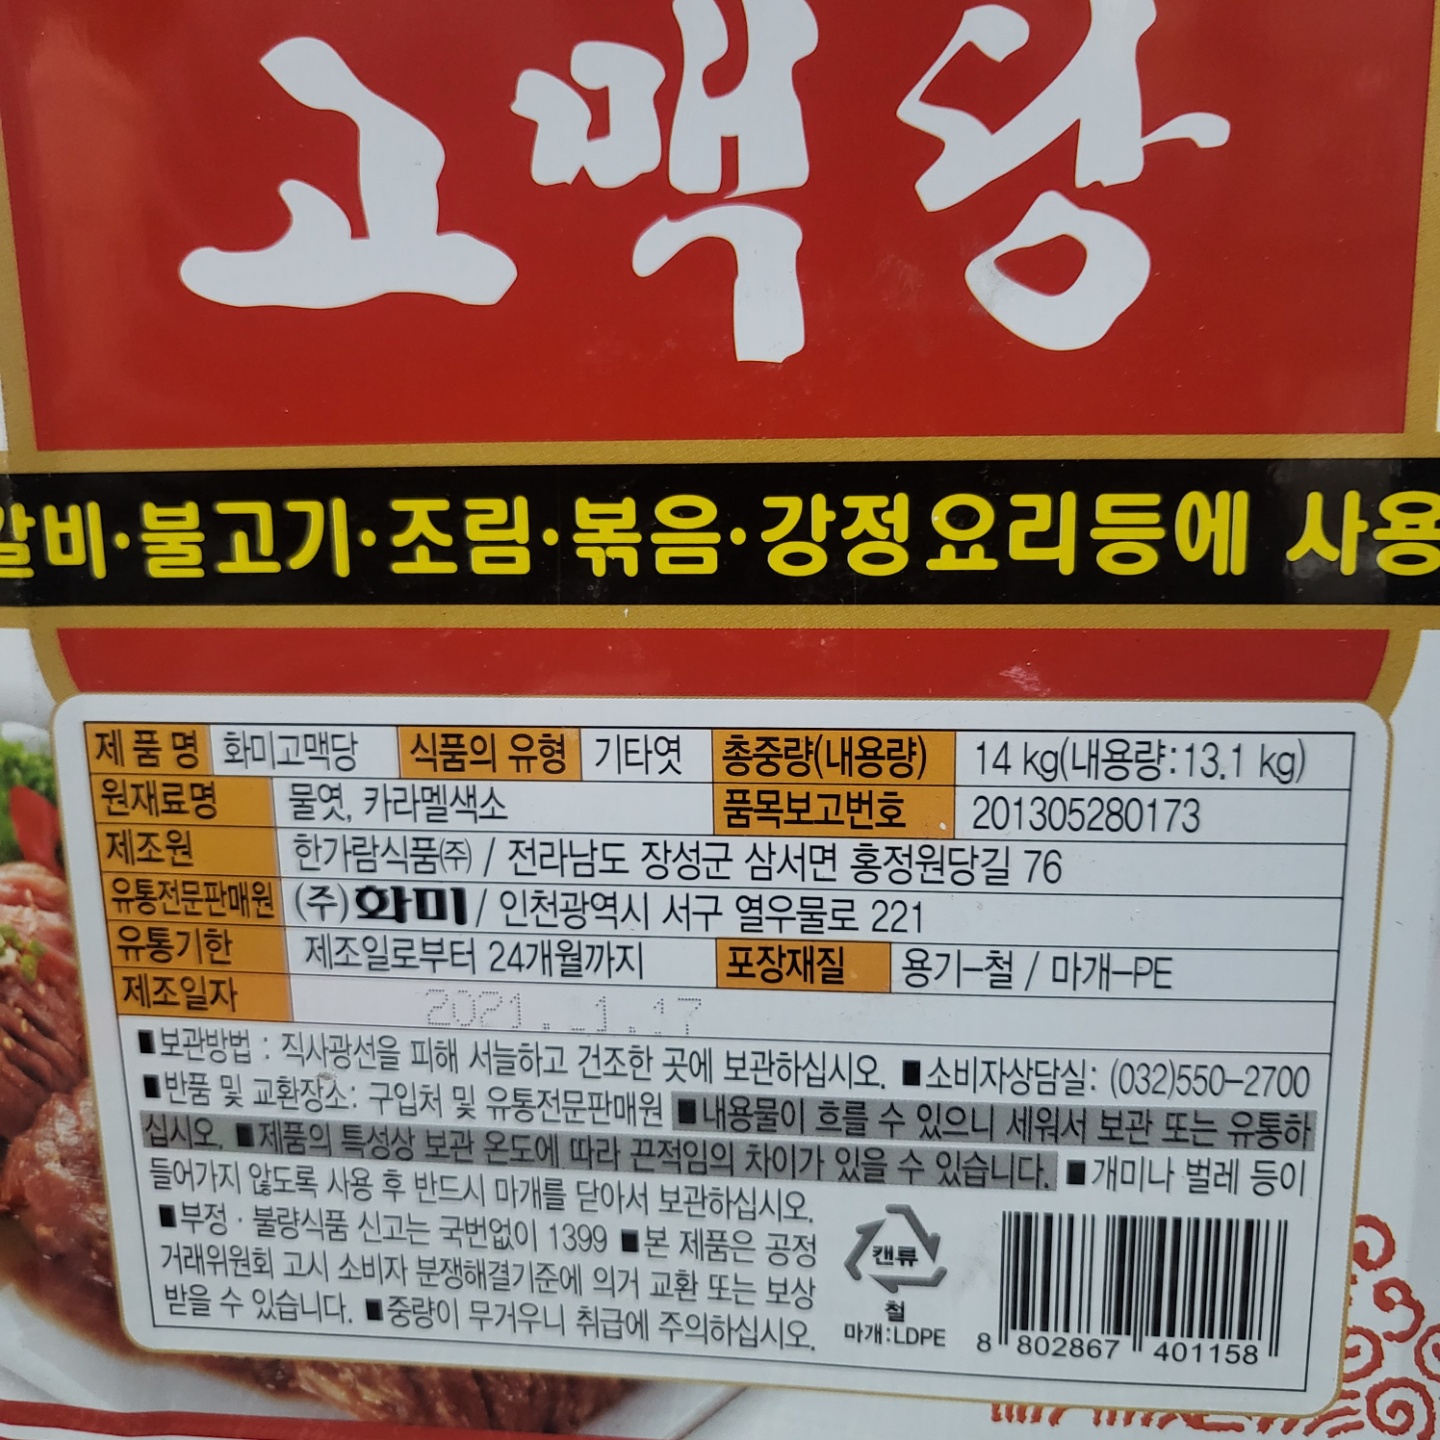 고맥당
갈비·불고기·조림·볶음·강정요리등에 사용
제품명 화미고맥당 식품의 유형 기타엿 총중량(내용량) 14 kg(내용량:13.1 kg)
원재료명 물엿, 카라멜색소 품목보고번호 201305280173
제조원 한가람식품㈜ / 전라남도 장성군 삼서면 홍정원당길 76
유통전문판매원 (주)화미 / 인천광역시 서구 열우물로 221
유통기한 제조일로부터 24개월까지 포장재질 용기-철 / 마개-PE
제조일자 2021. 1.17
■보관방법 : 직사광선을 피해 서늘하고 건조한 곳에 보관하십시오. ■소비자상담실: (032)550-2700
■반품 및 교환장소: 구입처 및 유통전문판매원 ■내용물이 흐를 수 있으니 세워서 보관 또는 유통하
십시오. ■제품의 특성상 보관 온도에 따라 끈적임의 차이가 있을 수 있습니다. ■개미나 벌레 등이
들어가지 않도록 사용 후 반드시 마개를 닫아서 보관하십시오.
■부정·불량식품 신고는 국번없이 1399 ■본 제품은 공정
거래위원회 고시 소비자 분쟁해결기준에 의거 교환 또는 보상
받을 수 있습니다. ■중량이 무거우니 취급에 주의하십시오.
캔류
철
마개:LDPE
8 802867 401158